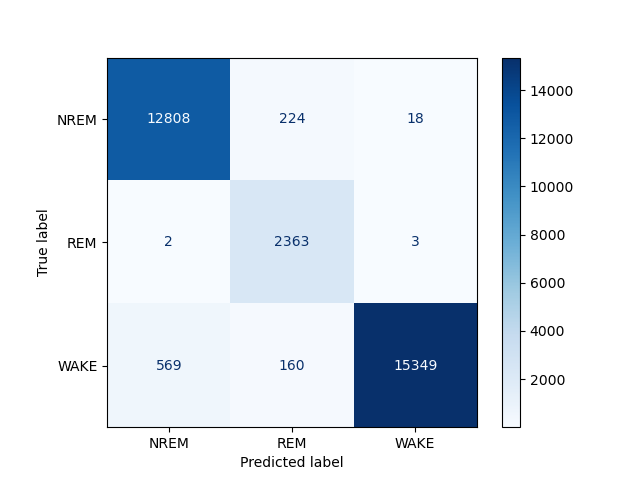 NREM 12808 224 18
REM 2 2363 3
WAKE 569 160 15349
NREM REM WAKE
Predicted label
True label
14000
12000
10000
8000
6000
4000
2000